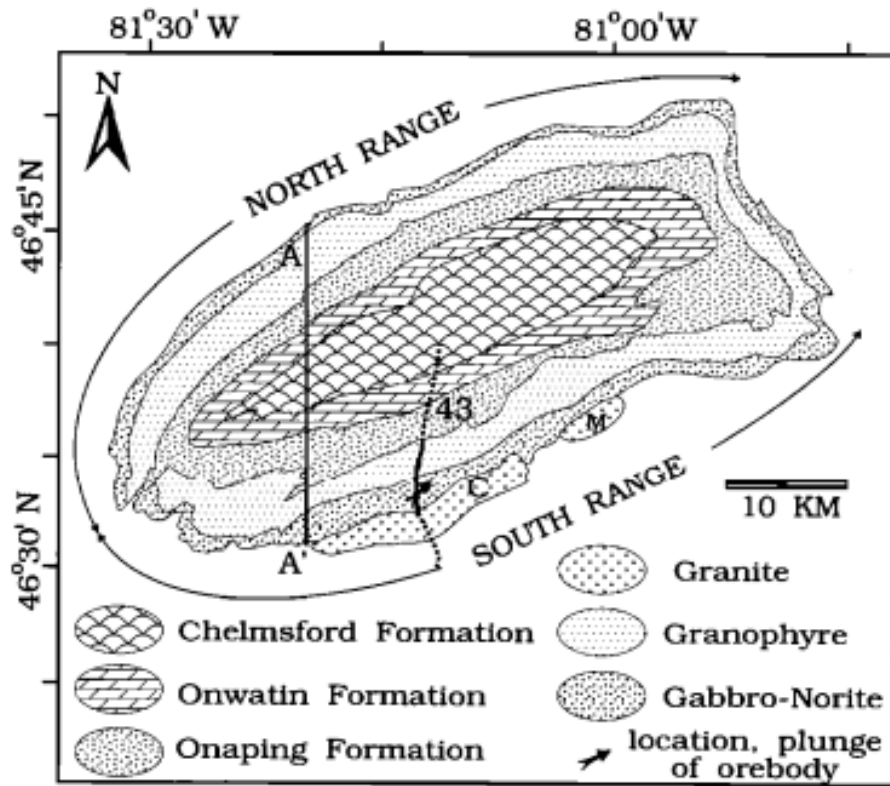 81°30' W
81°00' W
N
NORTH RANGE
46°45' N
A
43
M
C
SOUTH RANGE
10 KM
46°30' N
A'
Granite
Chelmsford Formation
Granophyre
Onwatin Formation
Gabbro-Norite
Onaping Formation
location, plunge
of orebody